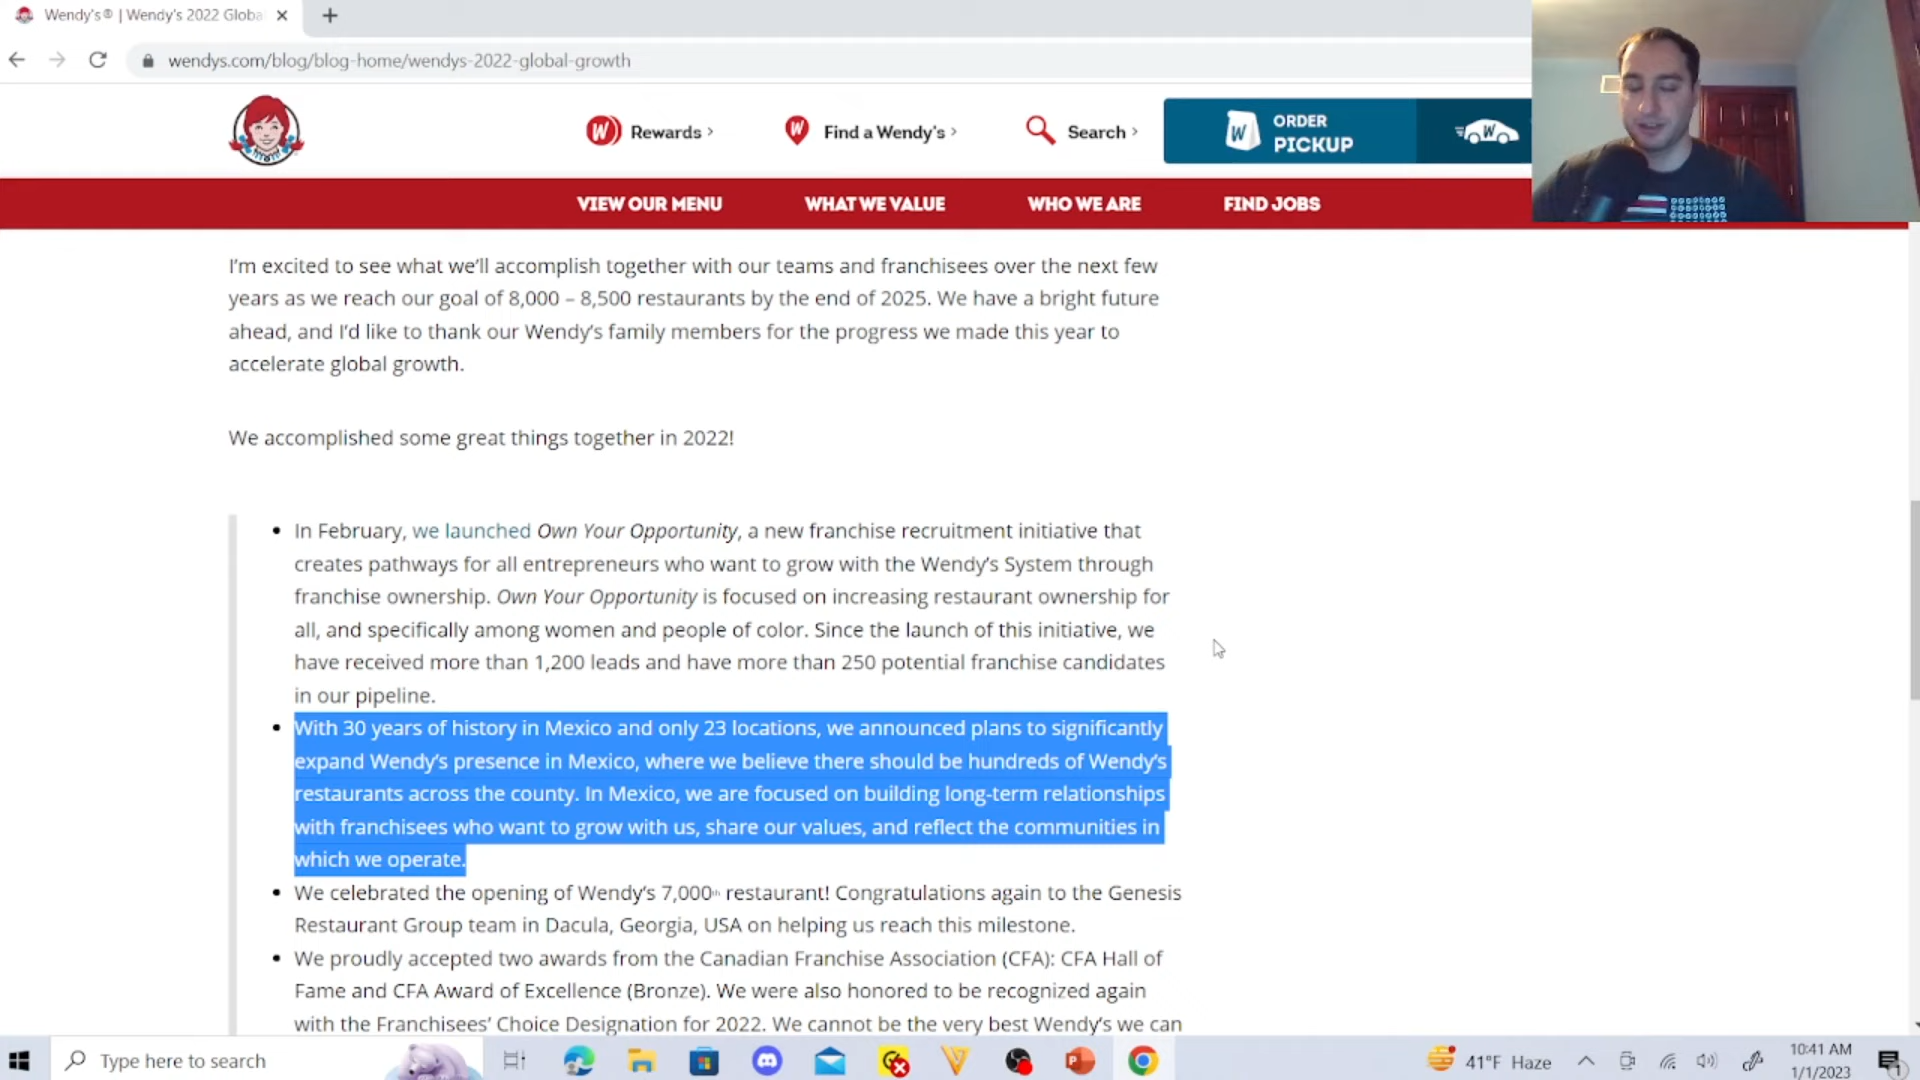 Wendy's® | Wendy's 2022 Globa
wendys.com/blog/blog-home/wendys-2022-global-growth
Rewards
Find a Wendy's
Search
ORDER
PICKUP
VIEW OUR MENU
WHAT WE VALUE
WHO WE ARE
FIND JOBS
I'm excited to see what we'll accomplish together with our teams and franchisees over the next few
years as we reach our goal of 8,000 – 8,500 restaurants by the end of 2025. We have a bright future
ahead, and I'd like to thank our Wendy's family members for the progress we made this year to
accelerate global growth.
We accomplished some great things together in 2022!
• In February, we launched Own Your Opportunity, a new franchise recruitment initiative that
creates pathways for all entrepreneurs who want to grow with the Wendy's System through
franchise ownership. Own Your Opportunity is focused on increasing restaurant ownership for
all, and specifically among women and people of color. Since the launch of this initiative, we
have received more than 1,200 leads and have more than 250 potential franchise candidates
in our pipeline.
• With 30 years of history in Mexico and only 23 locations, we announced plans to significantly
expand Wendy's presence in Mexico, where we believe there should be hundreds of Wendy's
restaurants across the county. In Mexico, we are focused on building long-term relationships
with franchisees who want to grow with us, share our values, and reflect the communities in
which we operate.
• We celebrated the opening of Wendy's 7,000th restaurant! Congratulations again to the Genesis
Restaurant Group team in Dacula, Georgia, USA on helping us reach this milestone.
• We proudly accepted two awards from the Canadian Franchise Association (CFA): CFA Hall of
Fame and CFA Award of Excellence (Bronze). We were also honored to be recognized again
with the Franchisees' Choice Designation for 2022. We cannot be the very best Wendy's we can
Type here to search
41°F Haze
10:41 AM
1/1/2023